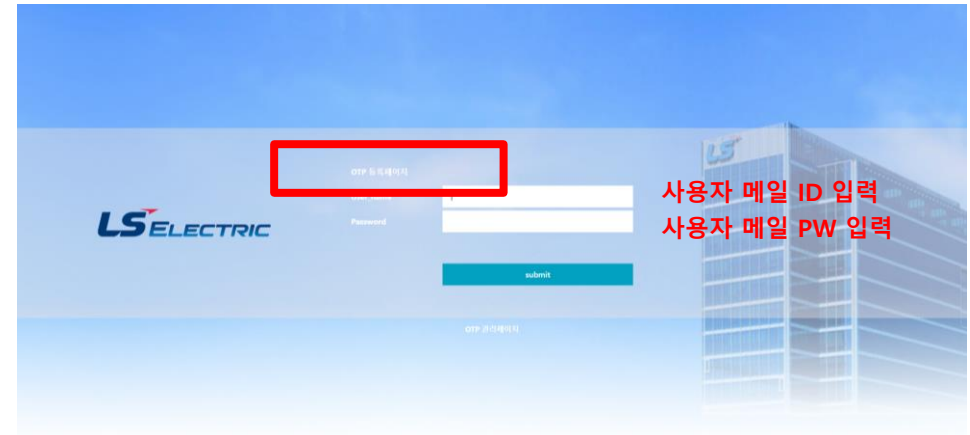 OTP 등록페이지
LS
사용자 메일 ID 입력
LS ELECTRIC
Password
사용자 메일 PW 입력
submit
OTP 관리페이지